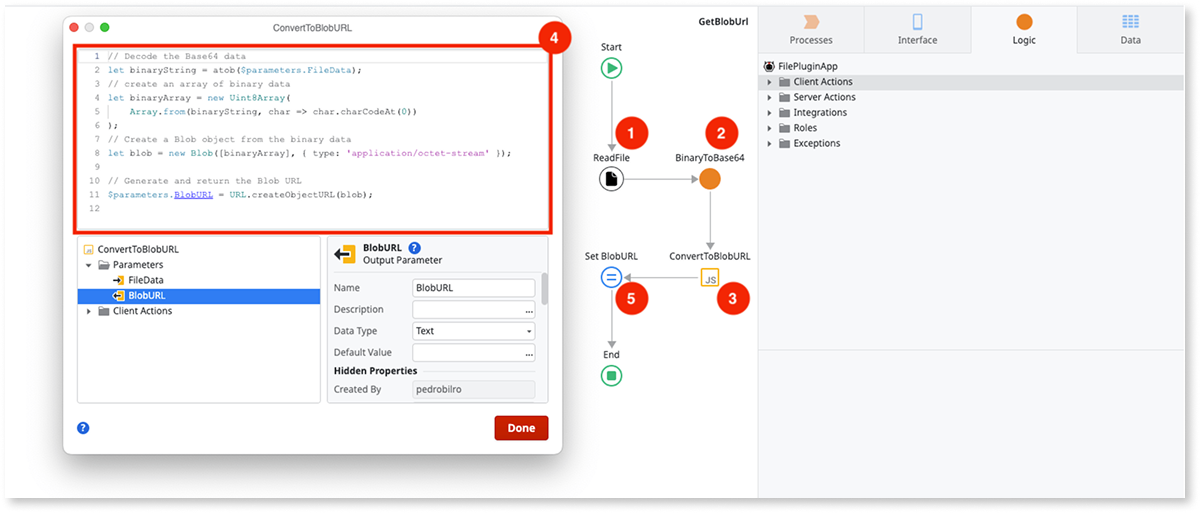 ConvertToBlobURL
4
1 // Decode the Base64 data
2 let binaryString = atob($parameters.FileData);
3 // create an array of binary data
4 let binaryArray = new Uint8Array(
5 Array.from(binaryString, char => char.charCodeAt(0))
6 );
7 // Create a Blob object from the binary data
8 let blob = new Blob([binaryArray], { type: 'application/octet-stream' });
9
10 // Generate and return the Blob URL
11 $parameters.BlobURL = URL.createObjectURL(blob);
12
JS ConvertToBlobURL
Parameters
FileData
BlobURL
Client Actions
BlobURL ?
Output Parameter
Name BlobURL
Description ...
Data Type Text
Default Value ...
Hidden Properties
Created By pedrobilro
?
Done
GetBlobUrl
Start
1
2
ReadFile
BinaryToBase64
Set BlobURL
ConvertToBlobURL
JS
5
3
End
Processes
Interface
Logic
Data
FilePluginApp
Client Actions
Server Actions
Integrations
Roles
Exceptions